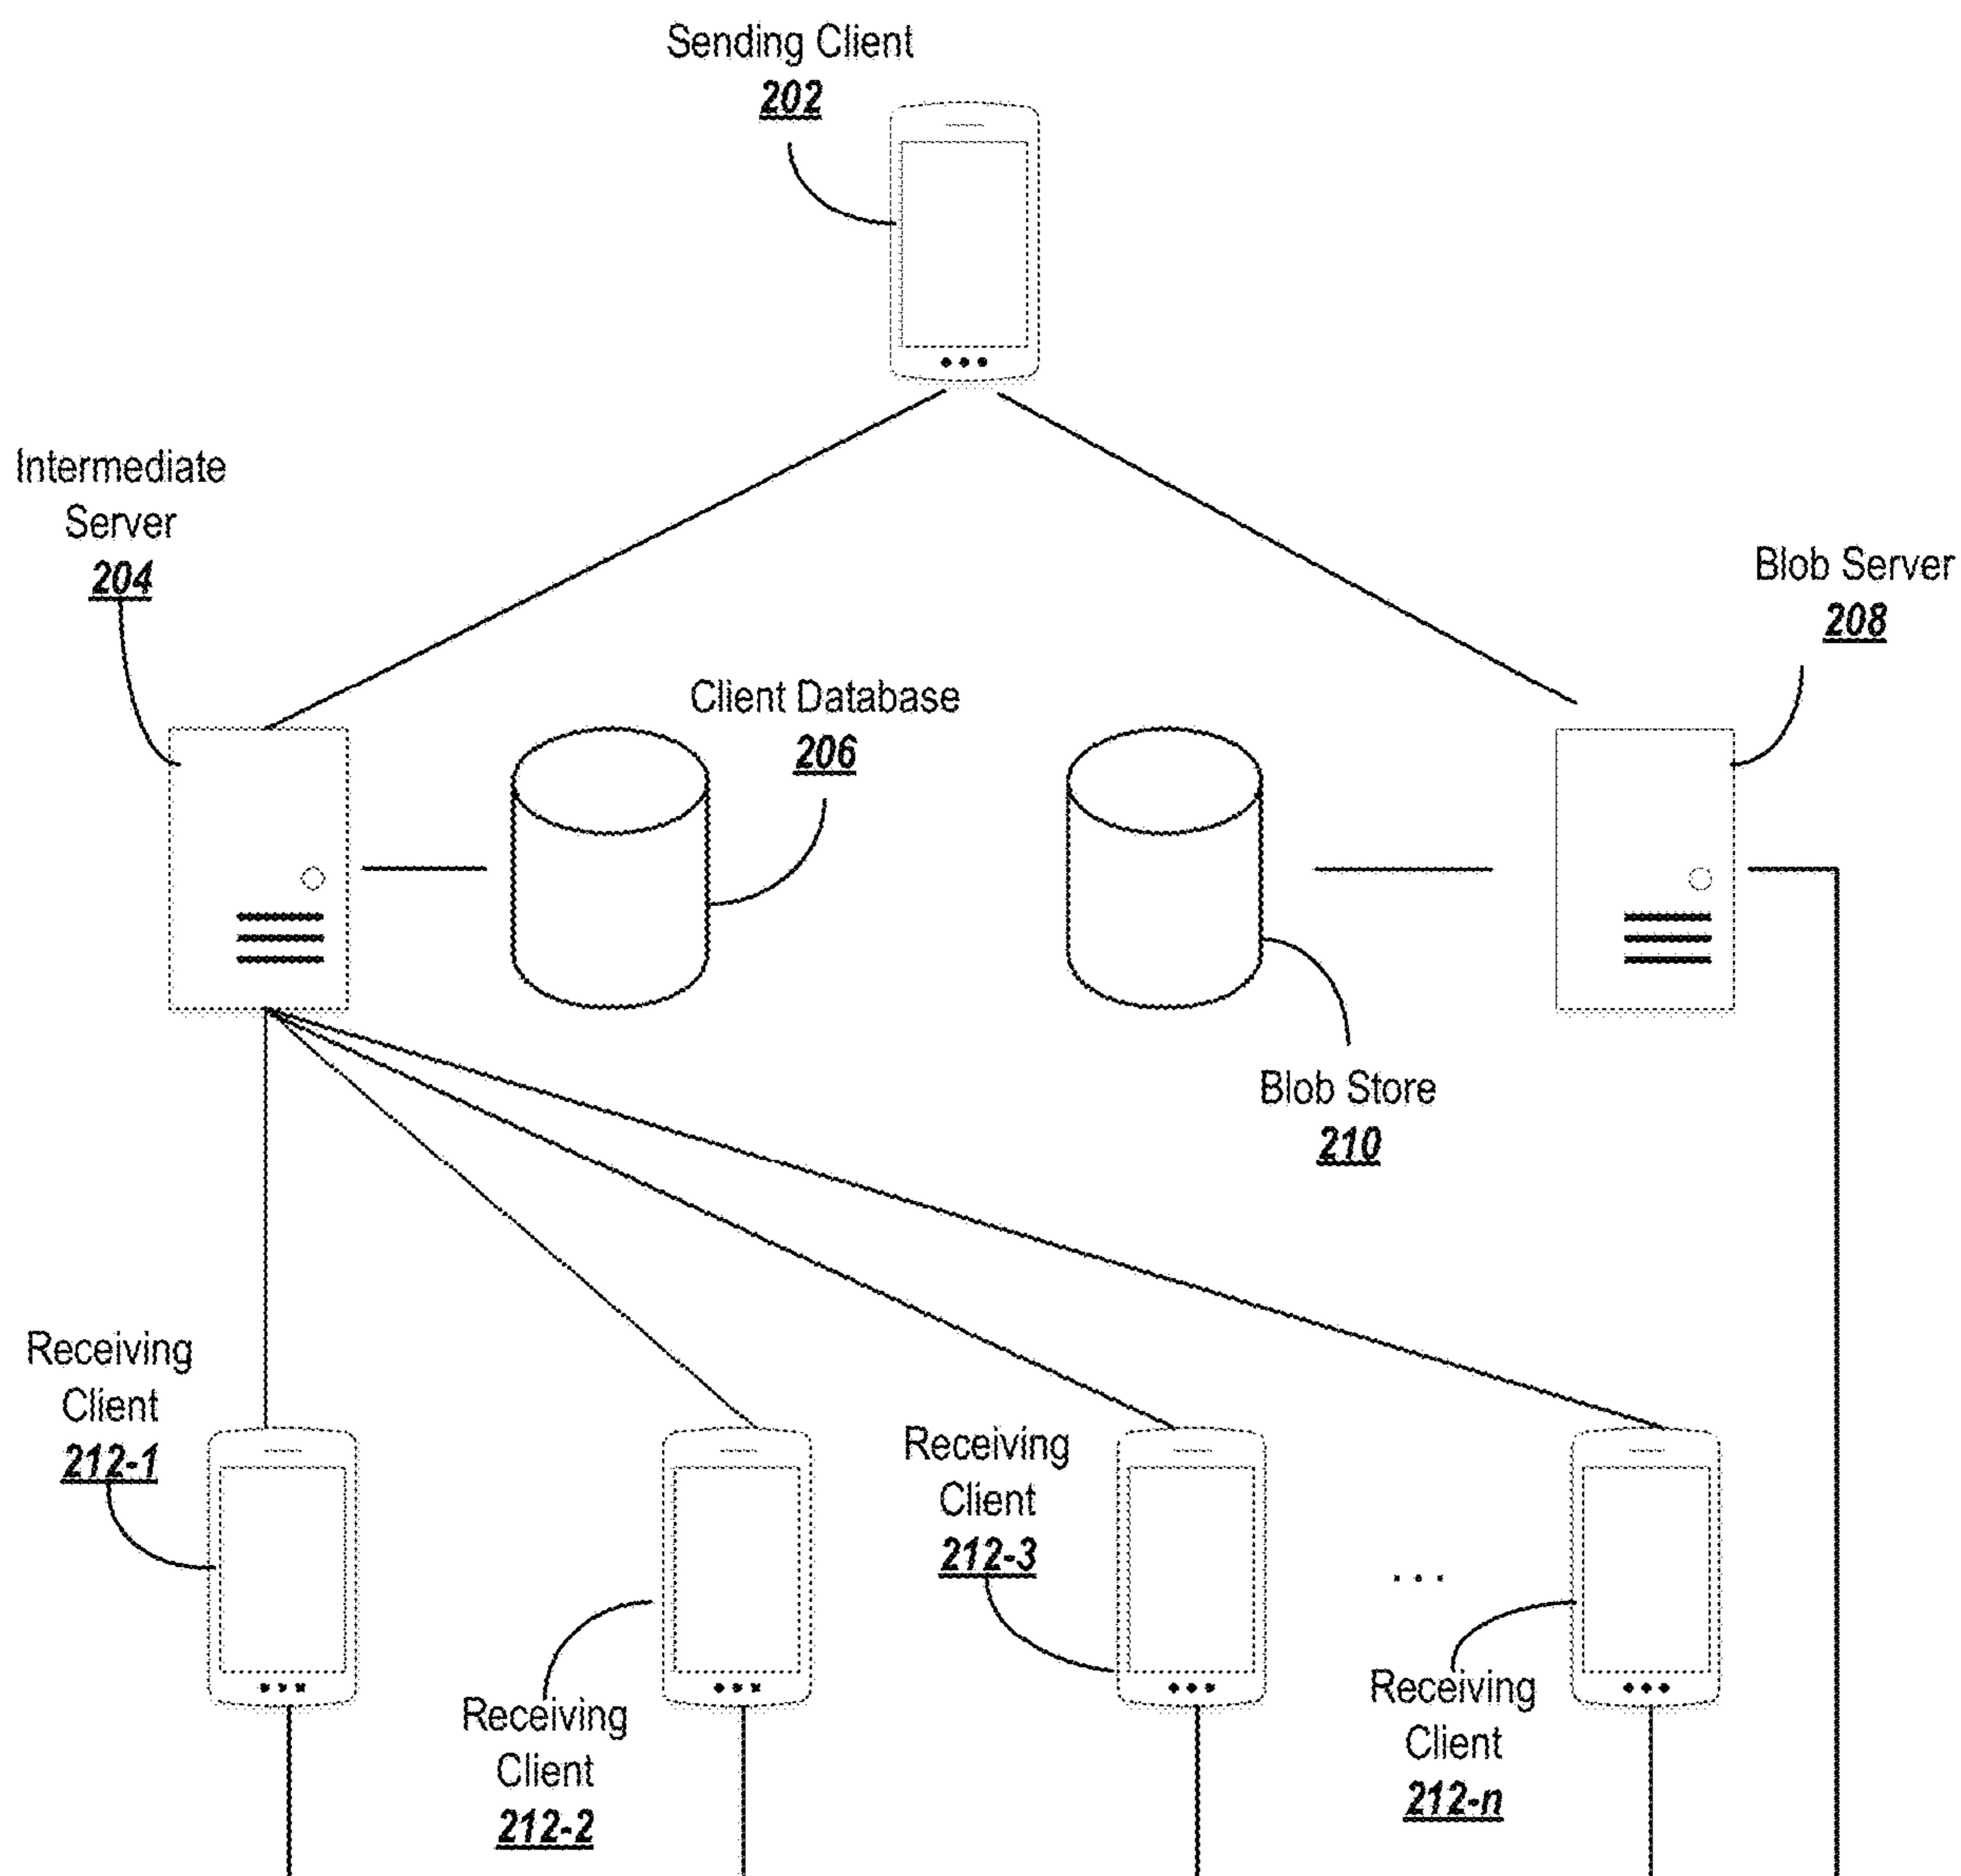 Sending Client
202
Intermediate
Server
204
Blob Server
208
Client Database
206
Blob Store
210
Receiving
Client
212-1
Receiving
Client
212-2
Receiving
Client
212-3
...
Receiving
Client
212-n